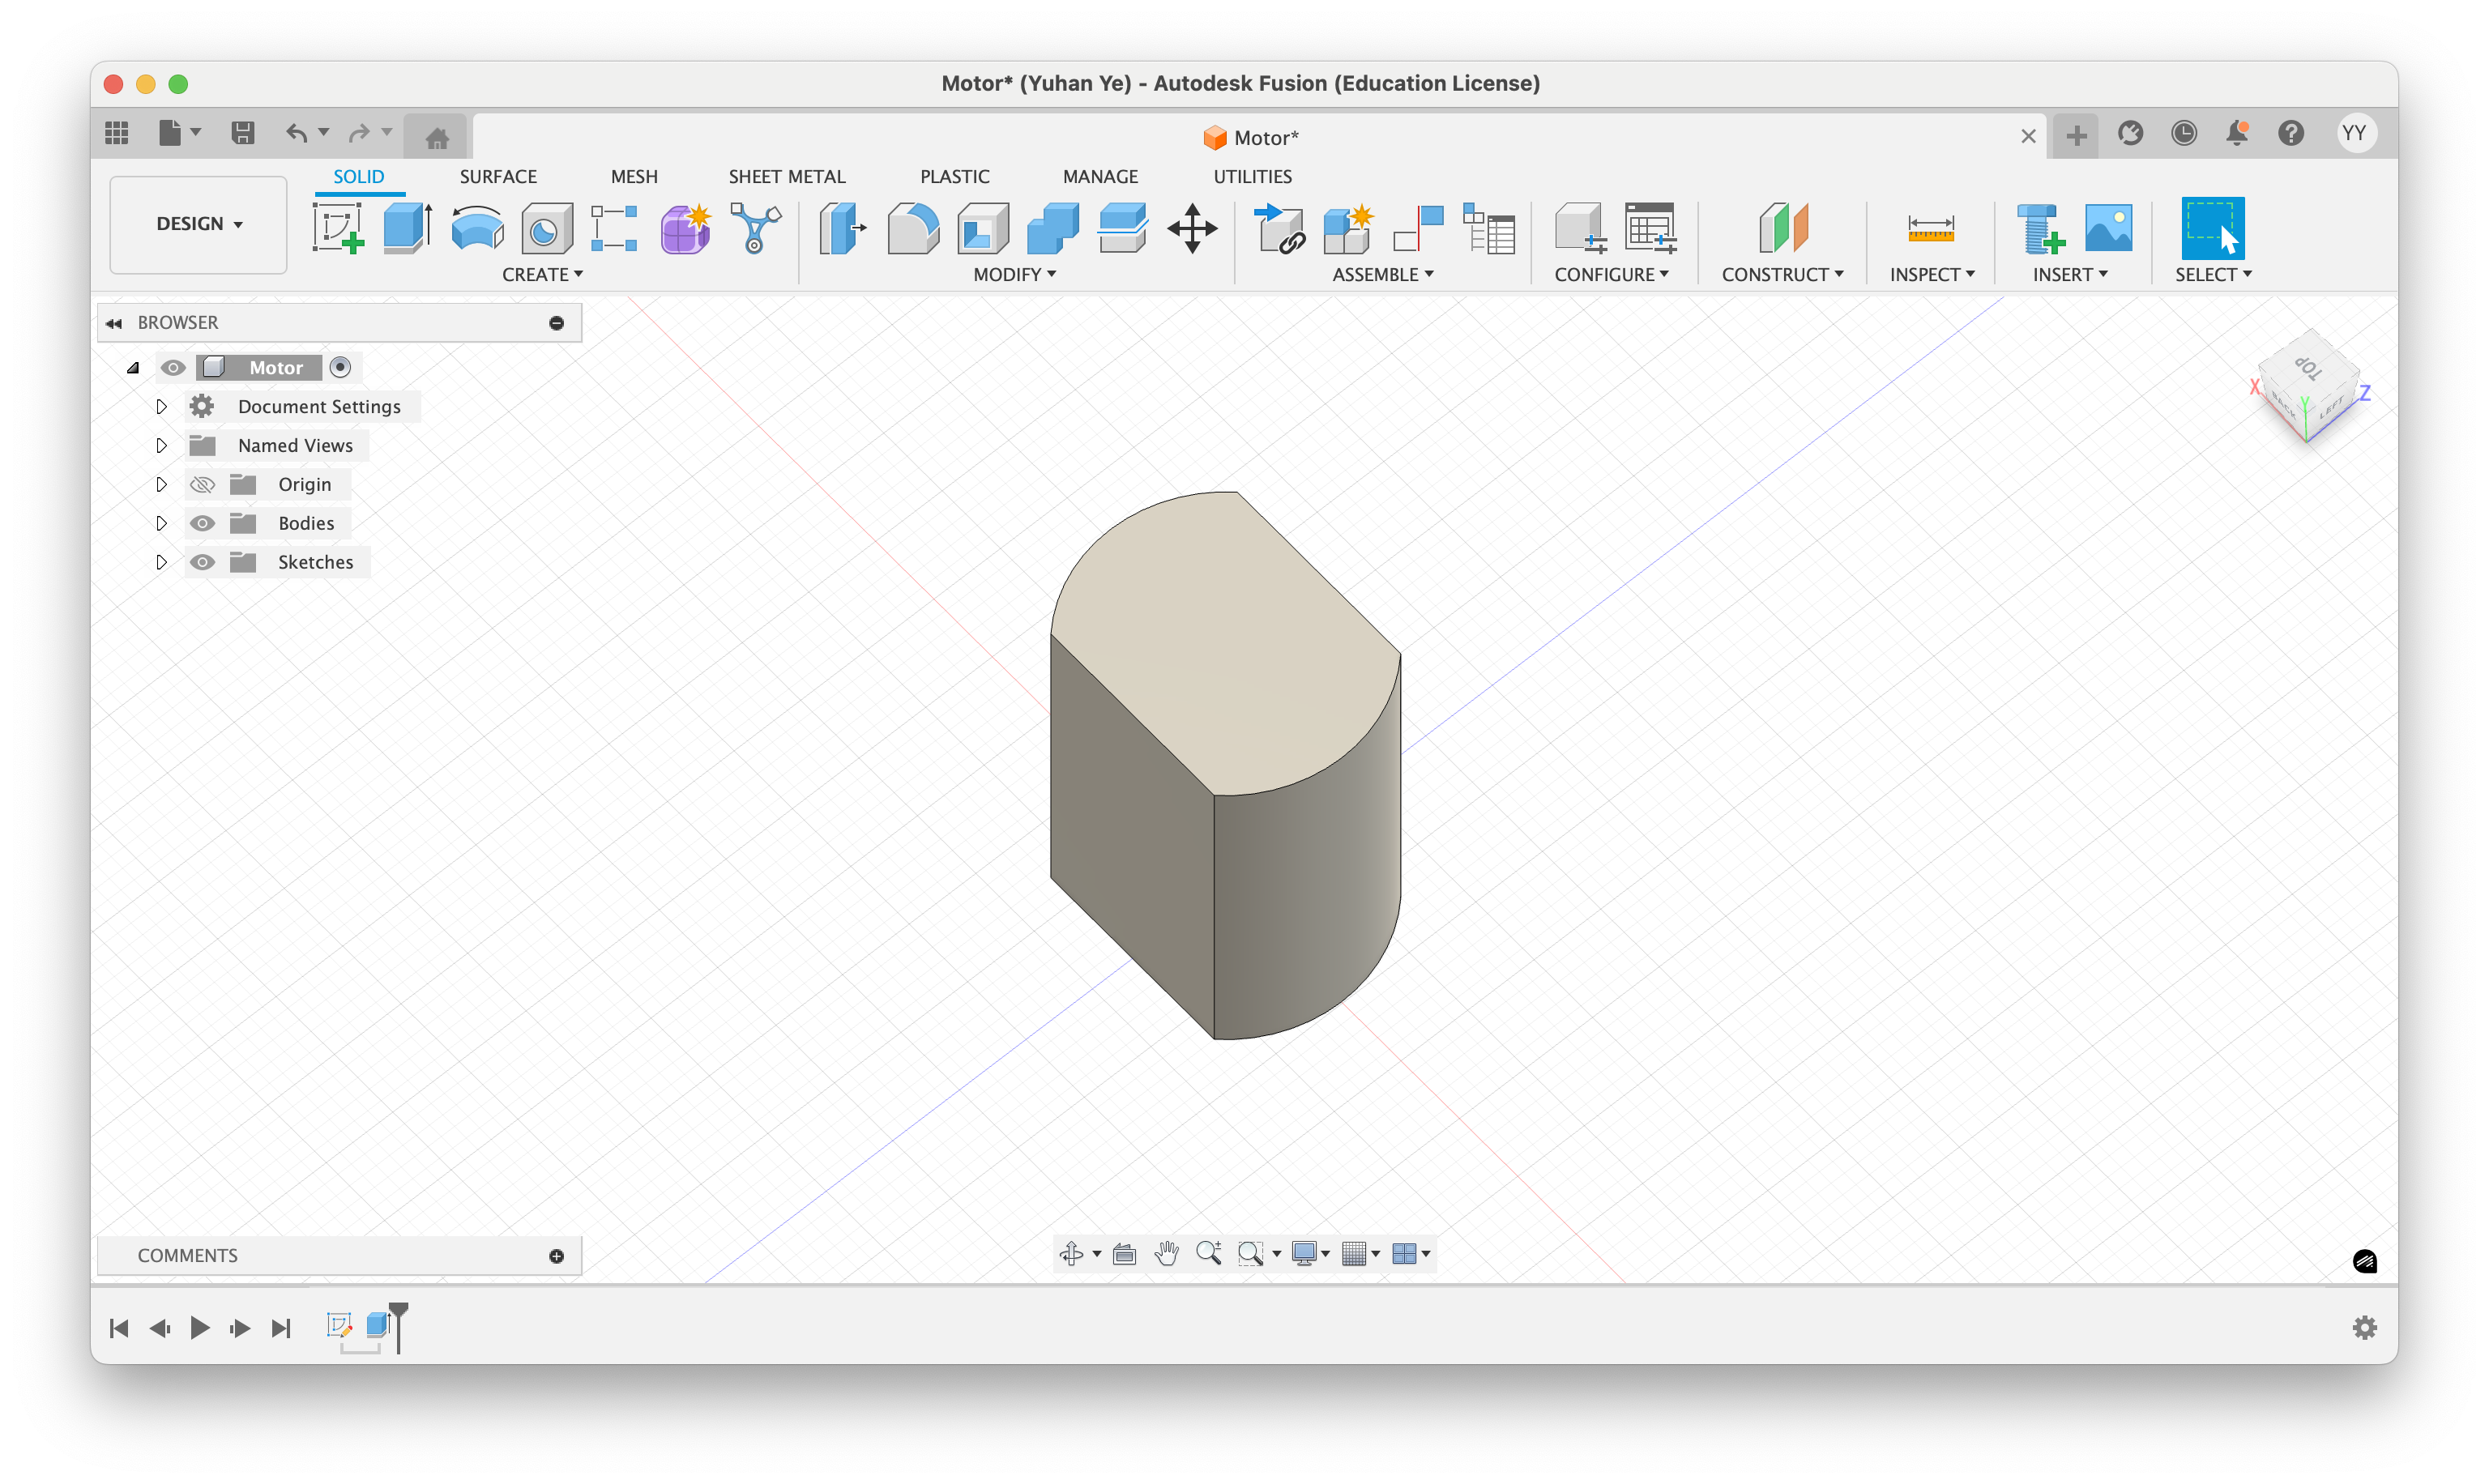 Motor* (Yuhan Ye) - Autodesk Fusion (Education License)
Motor*
YY
DESIGN
SOLID SURFACE MESH SHEET METAL PLASTIC MANAGE UTILITIES
CREATE MODIFY ASSEMBLE CONFIGURE CONSTRUCT INSPECT INSERT SELECT
BROWSER
Motor
Document Settings
Named Views
Origin
Bodies
Sketches
TOP
X Y Z
BACK LEFT
COMMENTS